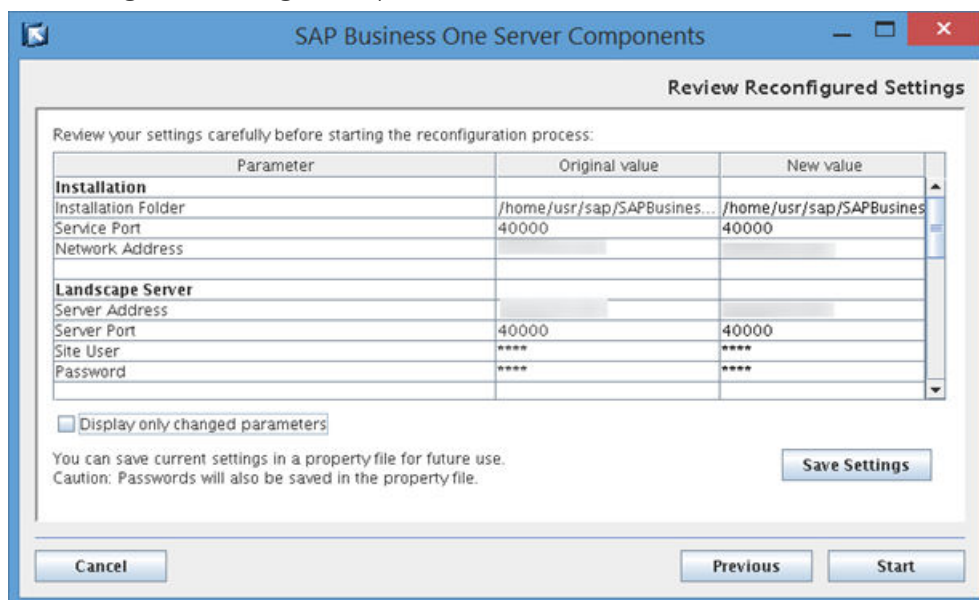 SAP Business One Server Components
Review Reconfigured Settings
Review your settings carefully before starting the reconfiguration process:
Parameter Original value New value
Installation
Installation Folder /home/usr/sap/SAPBusines... /home/usr/sap/SAPBusines
Service Port 40000 40000
Network Address
Landscape Server
Server Address
Server Port 40000 40000
Site User **** ****
Password **** ****
Display only changed parameters
You can save current settings in a property file for future use.
Caution: Passwords will also be saved in the property file.
Save Settings
Cancel Previous Start